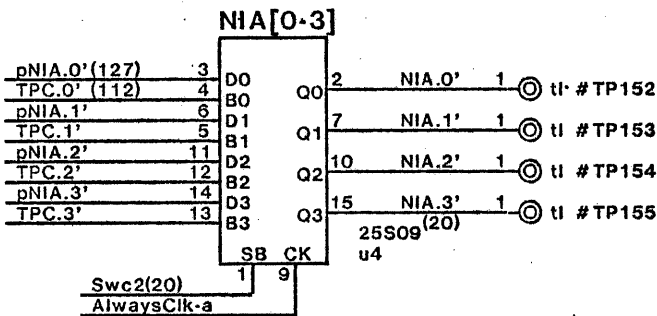 NIA[0-3]
pNIA.0'(127) 3 D0
TPC.0' (112) 4 B0 Q0 2 NIA.0' 1 tl· #TP152
pNIA.1' 6 D1
TPC.1' 5 B1 Q1 7 NIA.1' 1 tl #TP153
pNIA.2' 11 D2
TPC.2' 12 B2 Q2 10 NIA.2' 1 tl #TP154
pNIA.3' 14 D3
TPC.3' 13 B3 Q3 15 NIA.3' 1 tl #TP155
25S09 (20)
SB CK u4
1 9
Swc2(20)
AlwaysClk-a